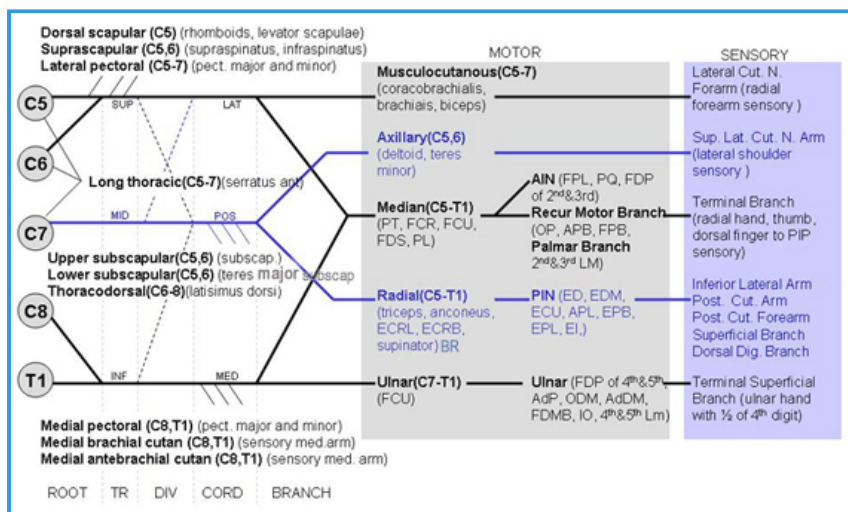 Dorsal scapular (C5) (rhomboids, levator scapulae)
Suprascapular (C5,6) (supraspinatus, infraspinatus)
Lateral pectoral (C5-7) (pect. major and minor)
MOTOR
SENSORY
C5
SUP
LAT
Musculocutanous(C5-7)
(coracobrachialis,
brachiais, biceps)
Lateral Cut. N.
Forarm (radial
forearm sensory )
C6
Axillary(C5,6)
(deltoid, teres
minor)
Sup. Lat. Cut. N. Arm
(lateral shoulder
sensory )
Long thoracic(C5-7)(serratus ant)
C7
MID
POS
Median(C5-T1)
(PT, FCR, FCU,
FDS, PL)
AIN (FPL, PQ, FDP
of 2nd&3rd)
Recur Motor Branch
(OP, APB, FPB,
Palmar Branch
2nd&3rd LM)
Terminal Branch
(radial hand, thumb,
dorsal finger to PIP
sensory)
Upper subscapular(C5,6) (subscap.)
Lower subscapular(C5,6) (teres major subscap
Thoracodorsal(C6-8)(latisimus dorsi)
C8
Radial(C5-T1)
(triceps, anconeus,
ECRL, ECRB,
supinator) BR
PIN (ED, EDM,
ECU, APL, EPB,
EPL, EI,)
Inferior Lateral Arm
Post. Cut. Arm
Post. Cut. Forearm
Superficial Branch
Dorsal Dig. Branch
T1
INF
MED
Ulnar(C7-T1)
(FCU)
Ulnar (FDP of 4th&5th,
AdP, ODM, AdDM,
FDMB, IO, 4th&5th Lm)
Terminal Superficial
Branch (ulnar hand
with ½ of 4th digit)
Medial pectoral (C8,T1) (pect. major and minor)
Medial brachial cutan (C8,T1) (sensory med.arm)
Medial antebrachial cutan (C8,T1) (sensory med. arm)
ROOT TR DIV CORD BRANCH